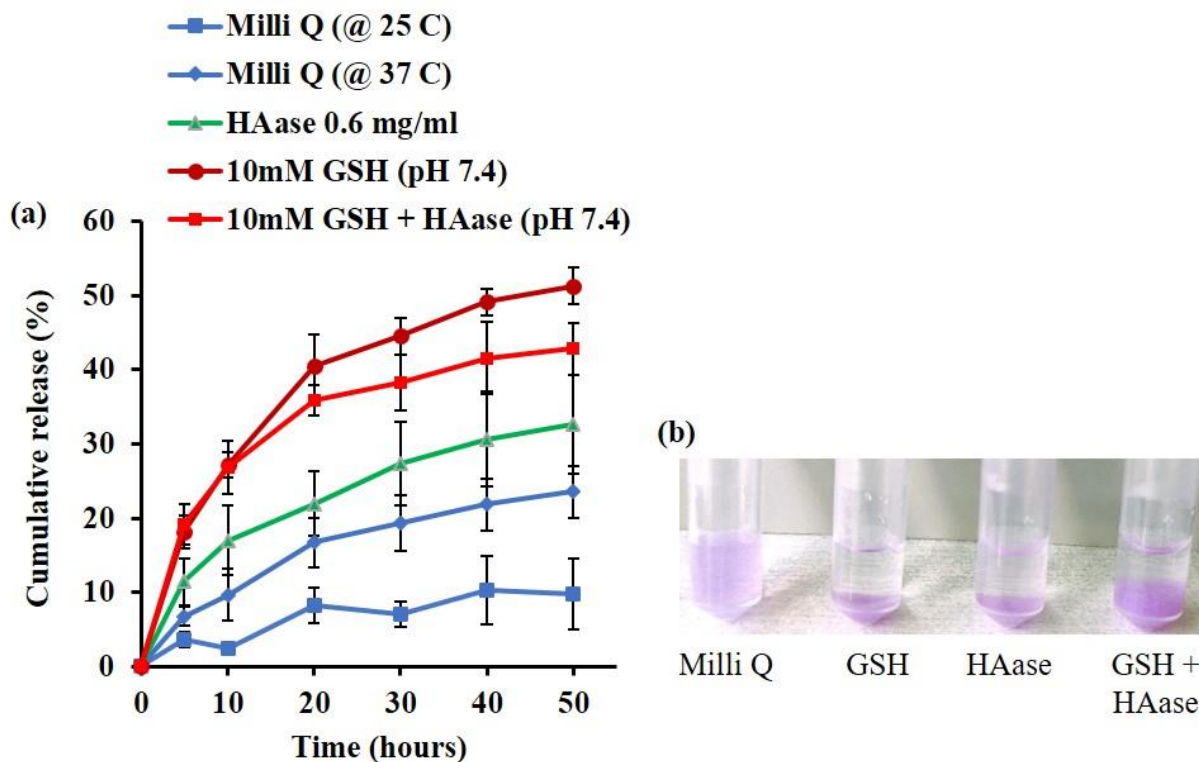 Milli Q (@ 25 C)
Milli Q (@ 37 C)
HAase 0.6 mg/ml
10mM GSH (pH 7.4)
10mM GSH + HAase (pH 7.4)
(a)
Cumulative release (%)
60
50
40
30
20
10
0
0 10 20 30 40 50
Time (hours)
(b)
Milli Q GSH HAase GSH +
HAase